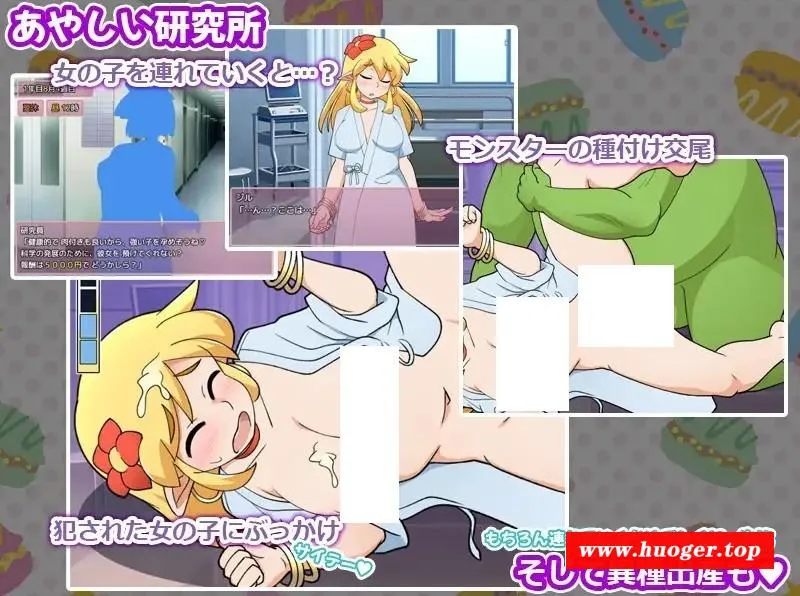 あやしい研究所
女の子を連れていくと…？
研究員
「健康的で肉付きも良いから、強い子を孕めそうね？
科学の発展のために、彼女を預けてくれない？
報酬は５０００円でどうかしら？」
ジル
「…ん…？ここは…」
モンスターの種付け交尾
犯された女の子にぶっかけ
サイテー♥
もちろん
www.huoger.top
そして異種出産も♥